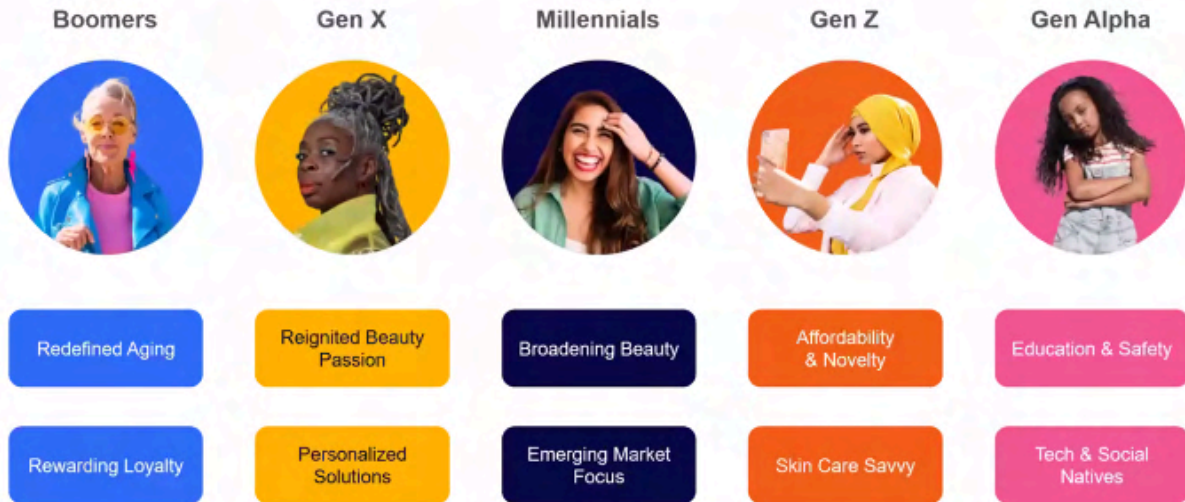 Boomers
Gen X
Millennials
Gen Z
Gen Alpha
Redefined Aging
Reignited Beauty
Passion
Broadening Beauty
Affordability
& Novelty
Education & Safety
Rewarding Loyalty
Personalized
Solutions
Emerging Market
Focus
Skin Care Savvy
Tech & Social
Natives